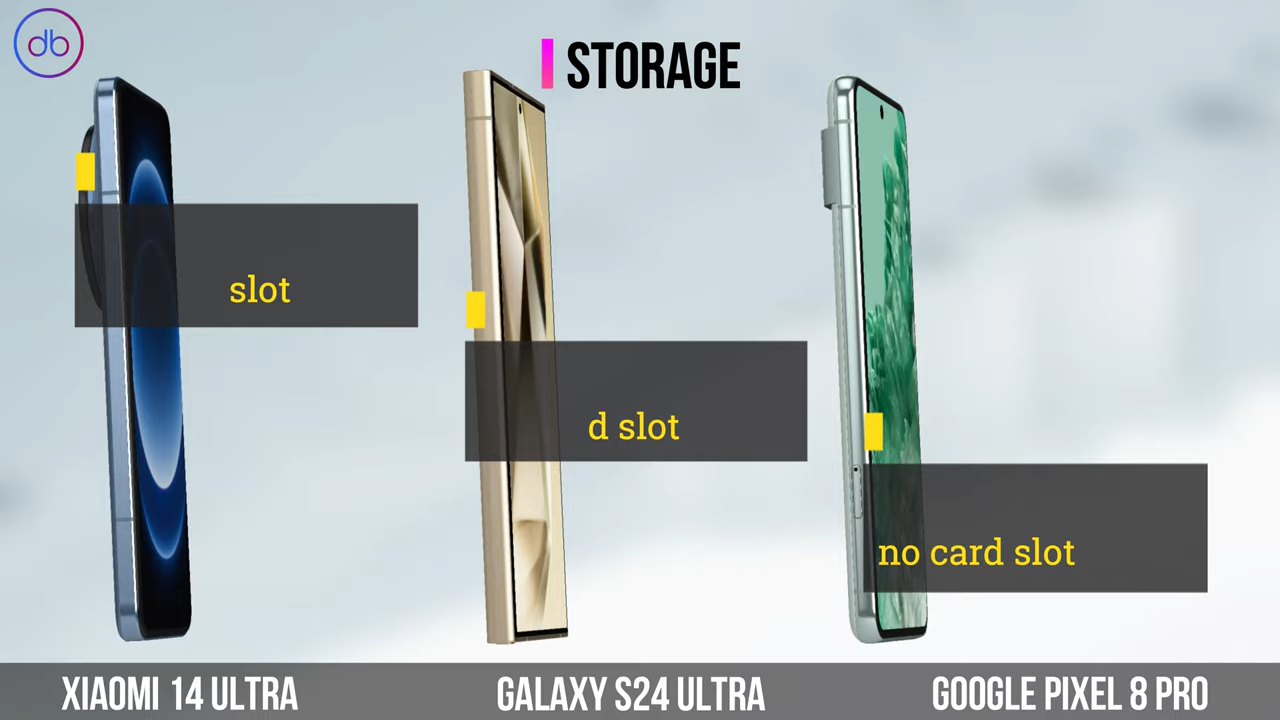 db
STORAGE
slot
d slot
no card slot
XIAOMI 14 ULTRA
GALAXY S24 ULTRA
GOOGLE PIXEL 8 PRO